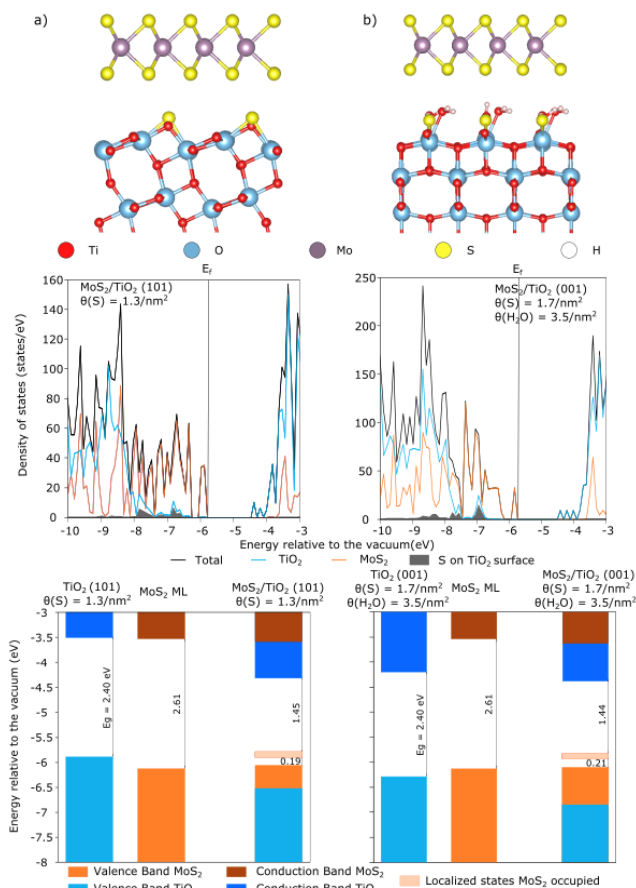 a)
b)
Ti
O
Mo
S
H
E_f
MoS₂/TiO₂ (101)
θ(S) = 1.3/nm²
160
140
120
100
80
60
40
20
0
Density of states (states/eV)
-10
-9
-8
-7
-6
-5
-4
-3
E_f
MoS₂/TiO₂ (001)
θ(S) = 1.7/nm²
θ(H₂O) = 3.5/nm²
250
200
150
100
50
0
-10
-9
-8
-7
-6
-5
-4
-3
Energy relative to the vacuum(eV)
Total
TiO₂
MoS₂
S on TiO₂ surface
TiO₂ (101)
θ(S) = 1.3/nm²
MoS₂ ML
MoS₂/TiO₂ (101)
θ(S) = 1.3/nm²
TiO₂ (001)
θ(S) = 1.7/nm²
θ(H₂O) = 3.5/nm²
MoS₂ ML
MoS₂/TiO₂ (001)
θ(S) = 1.7/nm²
θ(H₂O) = 3.5/nm²
Energy relative to the vacuum (eV)
-3
-3.5
-4
-4.5
-5
-5.5
-6
-6.5
-7
-7.5
-8
Eg = 2.40 eV
2.61
1.45
0.19
Eg = 2.40 eV
2.61
1.44
0.21
Valence Band MoS₂
Conduction Band MoS₂
Localized states MoS₂ occupied
Valence Band TiO
Conduction Band TiO